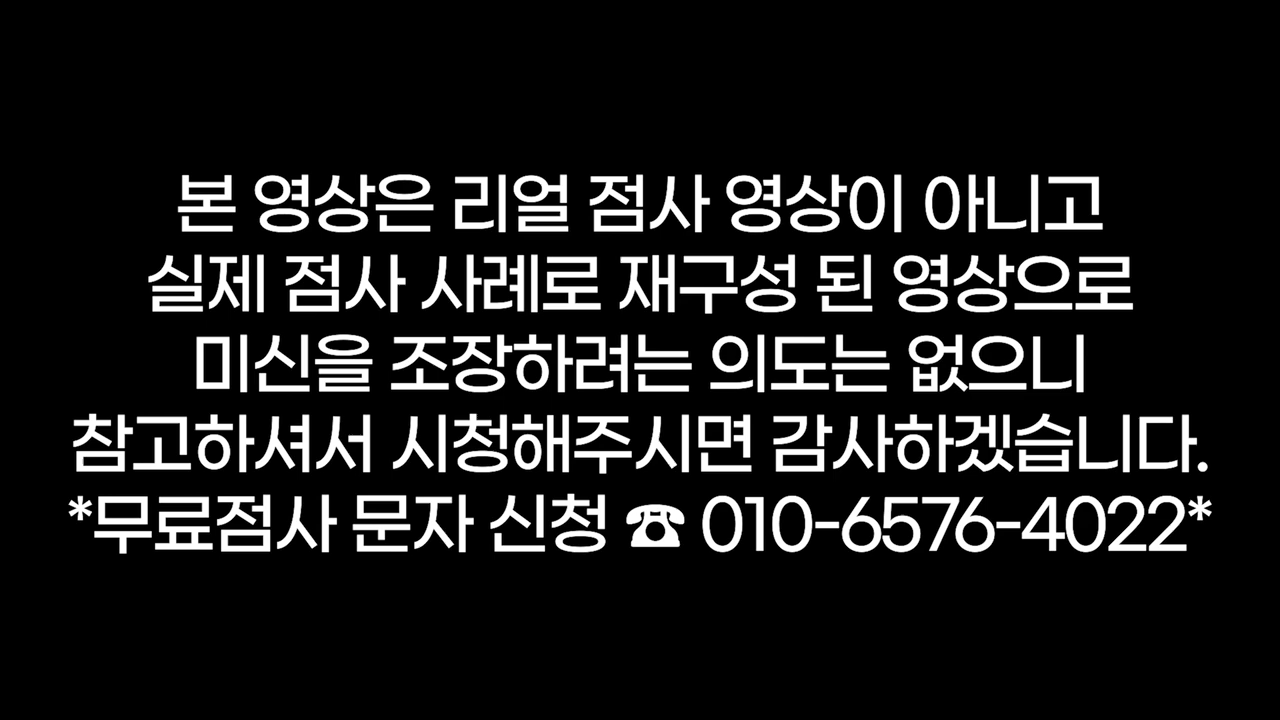 본 영상은 리얼 점사 영상이 아니고
실제 점사 사례로 재구성 된 영상으로
미신을 조장하려는 의도는 없으니
참고하셔서 시청해주시면 감사하겠습니다.
*무료점사 문자 신청 ☎ 010-6576-4022*